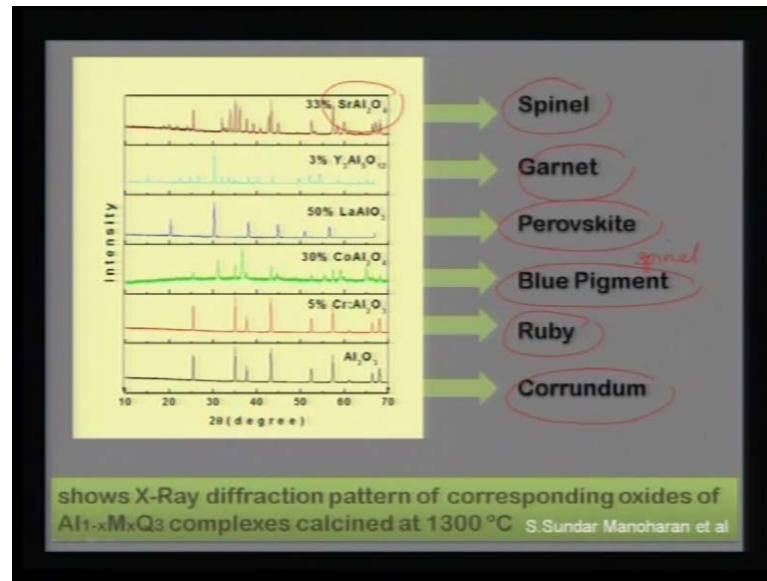 33% SrAl2O4
3% Y3Al5O12
50% LaAlO3
30% CoAl2O4
5% Cr:Al2O3
Al2O3
Intensity
10 20 30 40 50 60 70
2θ(degree)
Spinel
Garnet
Perovskite
spinel
Blue Pigment
Ruby
Corrundum
shows X-Ray diffraction pattern of corresponding oxides of
Al1-xMxQ3 complexes calcined at 1300 °C S.Sundar Manoharan et al